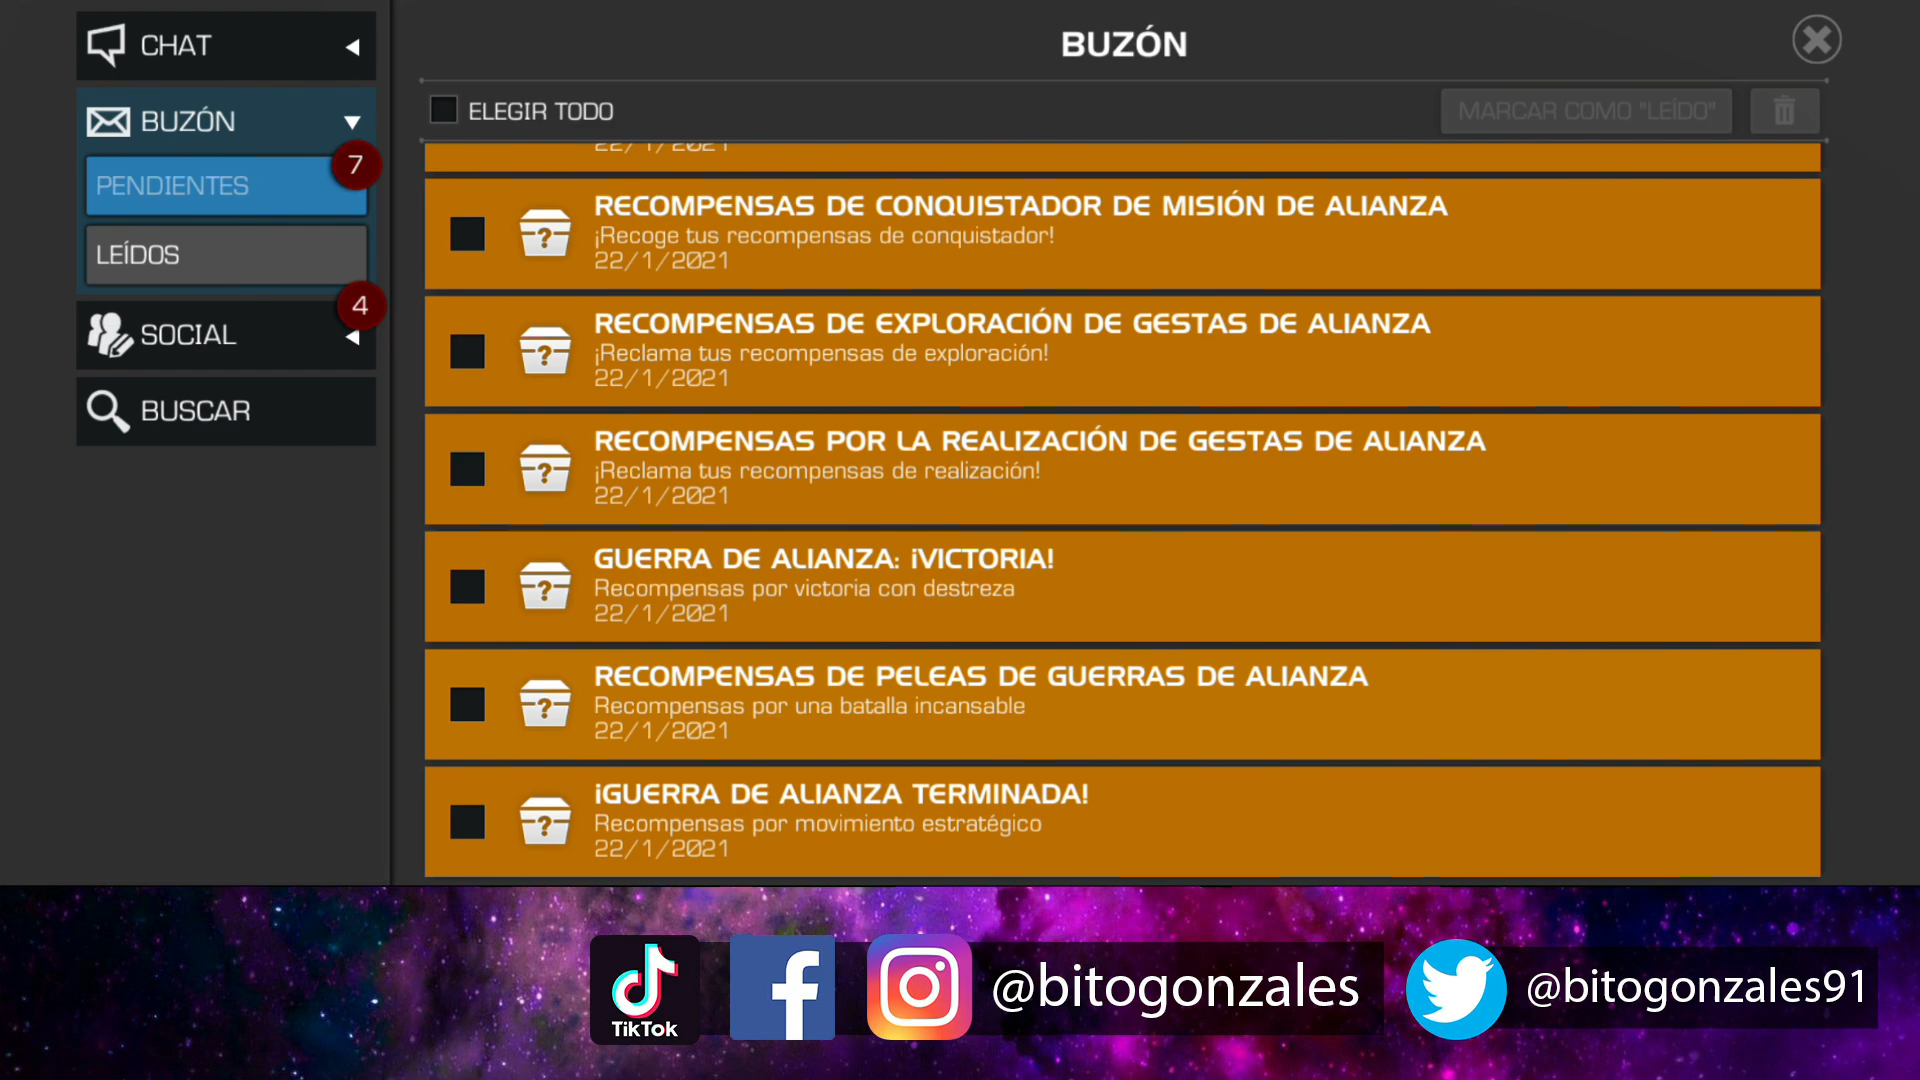 CHAT
BUZÓN
PENDIENTES
7
LEÍDOS
4
SOCIAL
BUSCAR
BUZÓN
ELEGIR TODO
MARCAR COMO "LEÍDO"
22/1/2021
RECOMPENSAS DE CONQUISTADOR DE MISIÓN DE ALIANZA
¡Recoge tus recompensas de conquistador!
22/1/2021
RECOMPENSAS DE EXPLORACIÓN DE GESTAS DE ALIANZA
¡Reclama tus recompensas de exploración!
22/1/2021
RECOMPENSAS POR LA REALIZACIÓN DE GESTAS DE ALIANZA
¡Reclama tus recompensas de realización!
22/1/2021
GUERRA DE ALIANZA: ¡VICTORIA!
Recompensas por victoria con destreza
22/1/2021
RECOMPENSAS DE PELEAS DE GUERRAS DE ALIANZA
Recompensas por una batalla incansable
22/1/2021
¡GUERRA DE ALIANZA TERMINADA!
Recompensas por movimiento estratégico
22/1/2021
TikTok
@bitogonzales
@bitogonzales91